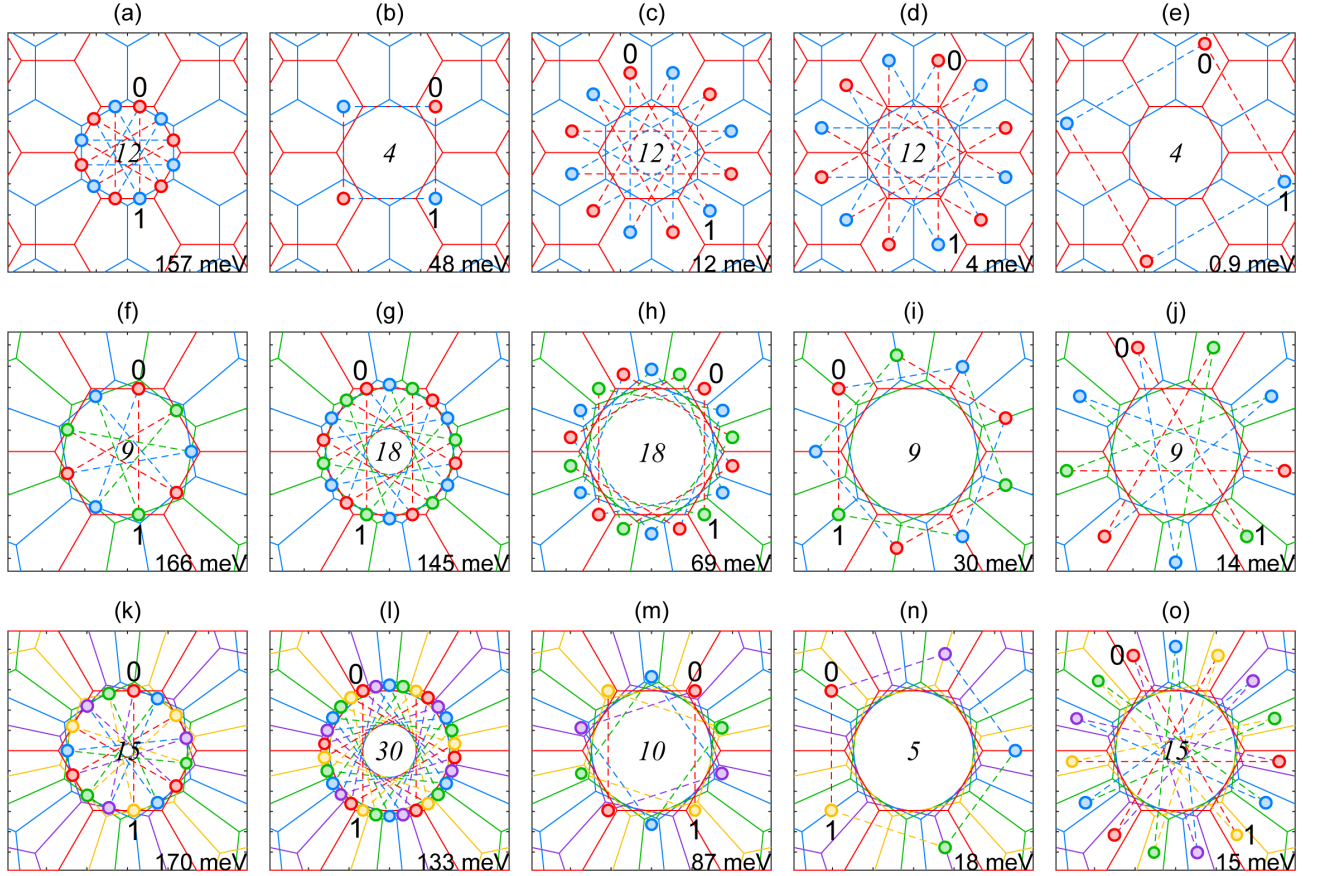 (a)
0
12
1
157 meV
(b)
0
4
1
48 meV
(c)
0
12
1
12 meV
(d)
0
12
1
4 meV
(e)
0
4
1
0.9 meV
(f)
0
9
1
166 meV
(g)
0
18
1
145 meV
(h)
0
18
1
69 meV
(i)
0
9
1
30 meV
(j)
0
9
1
14 meV
(k)
0
15
1
170 meV
(l)
0
30
1
133 meV
(m)
0
10
1
87 meV
(n)
0
5
1
18 meV
(o)
0
15
1
15 meV